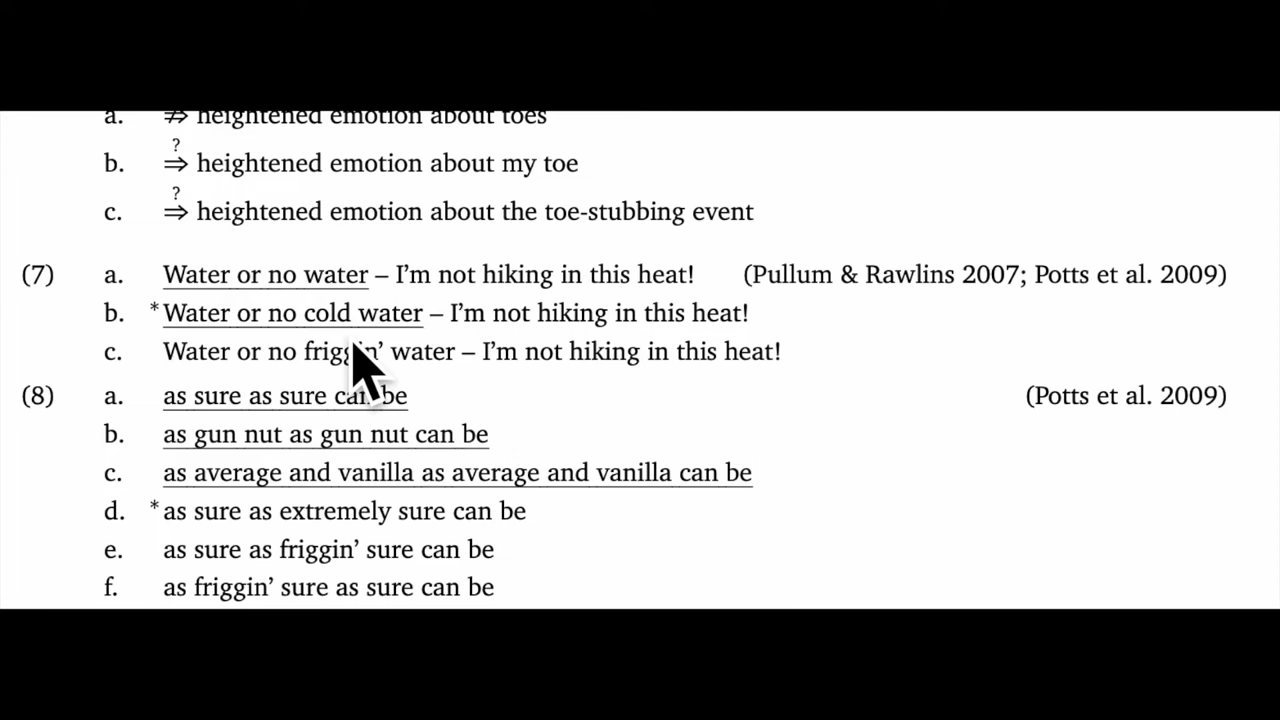 a. ⇏ heightened emotion about toes
?
b. ⇒ heightened emotion about my toe
?
c. ⇒ heightened emotion about the toe-stubbing event
(7) a. Water or no water – I’m not hiking in this heat! (Pullum & Rawlins 2007; Potts et al. 2009)
b. *Water or no cold water – I’m not hiking in this heat!
c. Water or no friggin’ water – I’m not hiking in this heat!
(8) a. as sure as sure can be (Potts et al. 2009)
b. as gun nut as gun nut can be
c. as average and vanilla as average and vanilla can be
d. *as sure as extremely sure can be
e. as sure as friggin’ sure can be
f. as friggin’ sure as sure can be